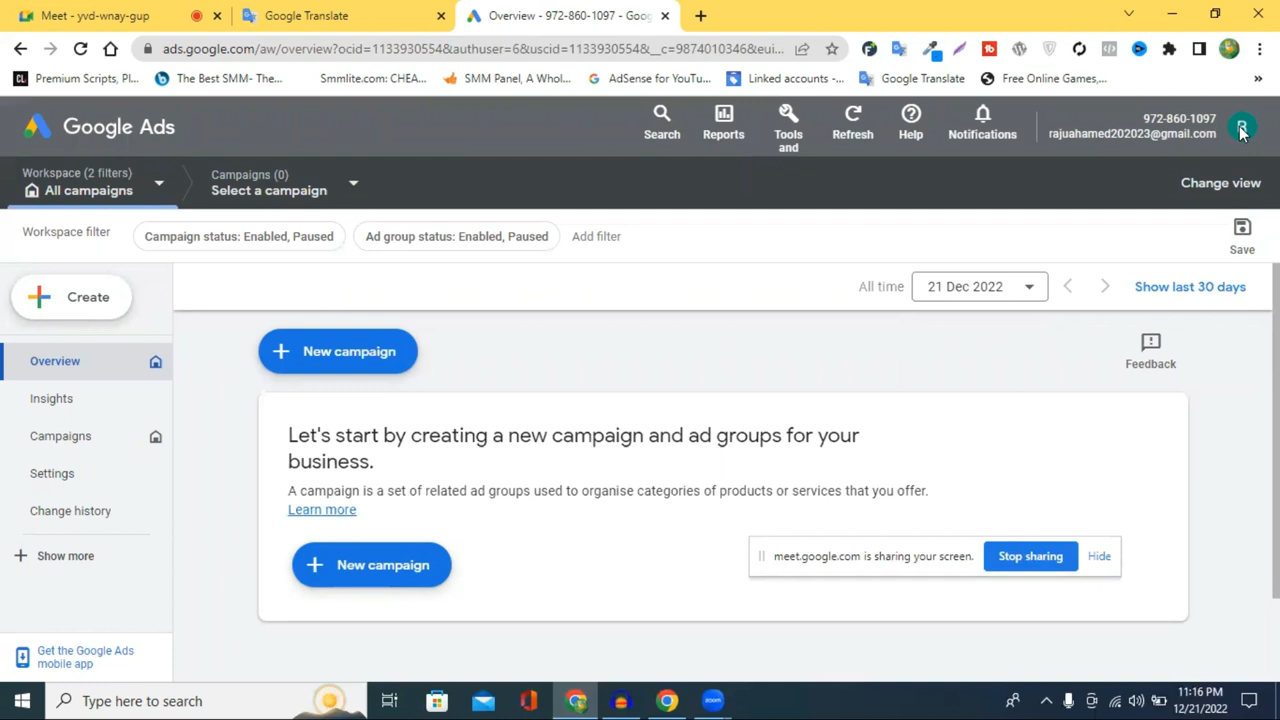 Meet - yvd-wnay-gup
Google Translate
Overview - 972-860-1097 - Goog
ads.google.com/aw/overview?ocid=1133930554&authuser=6&uscid=1133930554&__c=9874010346&eui...
Premium Scripts, Pl...
The Best SMM- The...
Smmlite.com: CHEA...
SMM Panel, A Whol...
AdSense for YouTu...
Linked accounts -...
Google Translate
Free Online Games,...
Google Ads
Search
Reports
Tools and
Refresh
Help
Notifications
972-860-1097
rajuahamed202023@gmail.com
Workspace (2 filters)
All campaigns
Campaigns (0)
Select a campaign
Change view
Workspace filter
Campaign status: Enabled, Paused
Ad group status: Enabled, Paused
Add filter
Save
Create
All time
21 Dec 2022
Show last 30 days
Overview
Insights
Campaigns
Settings
Change history
Show more
New campaign
Feedback
Let's start by creating a new campaign and ad groups for your
business.
A campaign is a set of related ad groups used to organise categories of products or services that you offer.
Learn more
New campaign
meet.google.com is sharing your screen.
Stop sharing
Hide
Get the Google Ads
mobile app
Type here to search
zoom
11:16 PM
12/21/2022